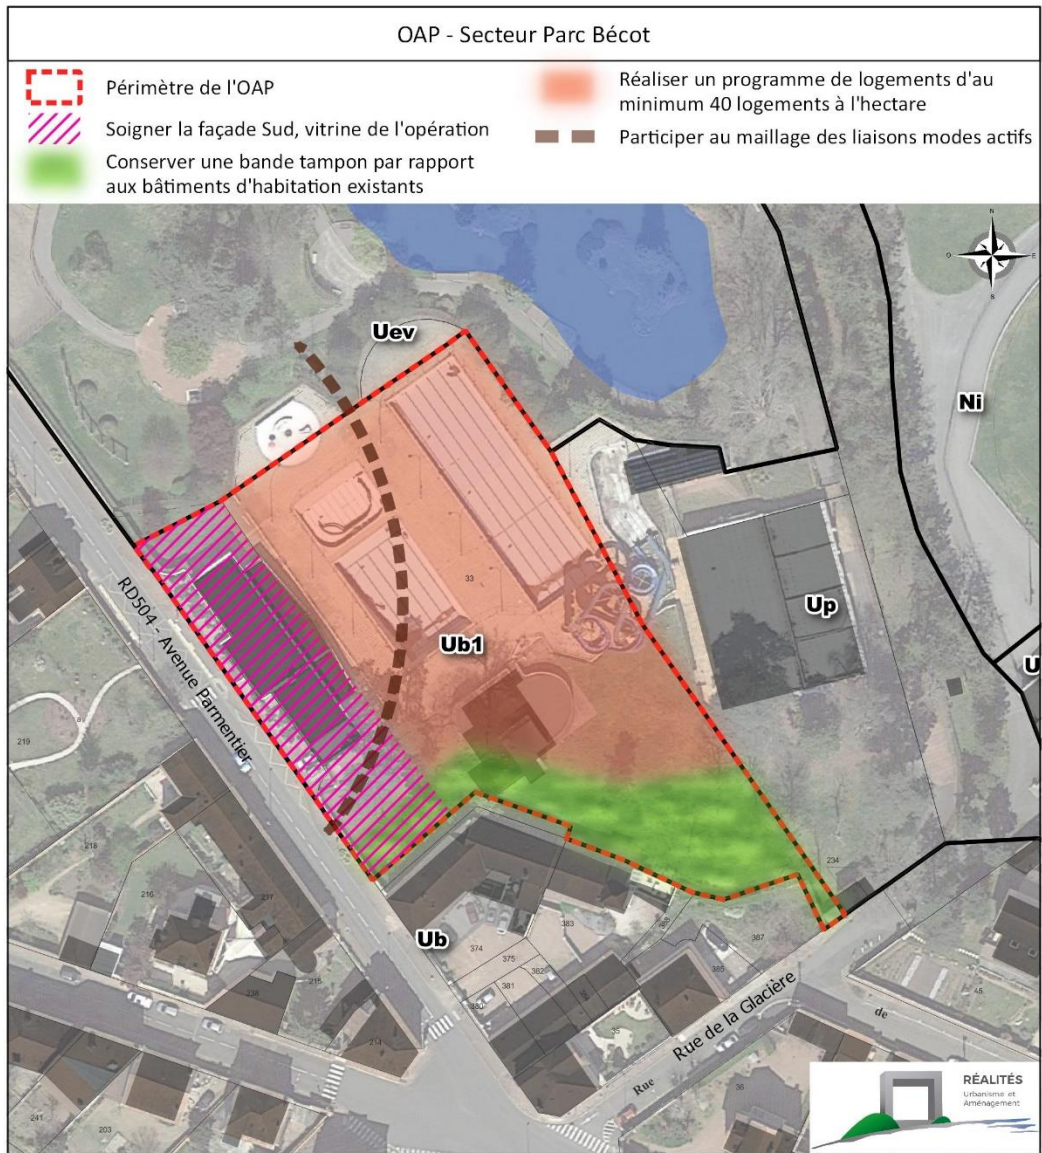 OAP - Secteur Parc Bécot
Périmètre de l'OAP
Soigner la façade Sud, vitrine de l'opération
Conserver une bande tampon par rapport
aux bâtiments d'habitation existants
Réaliser un programme de logements d'au
minimum 40 logements à l'hectare
Participer au maillage des liaisons modes actifs
N
O
E
S
Uev
Ni
33
Up
Ub1
U
RD504 - Avenue Parmentier
219
218
216
217
215
238
214
234
Ub
374
375
383
382
381
380
387
385
35
45
36
241
203
Rue de la Glacière
de
Rue
RÉALITÉS
Urbanisme et
Aménagement